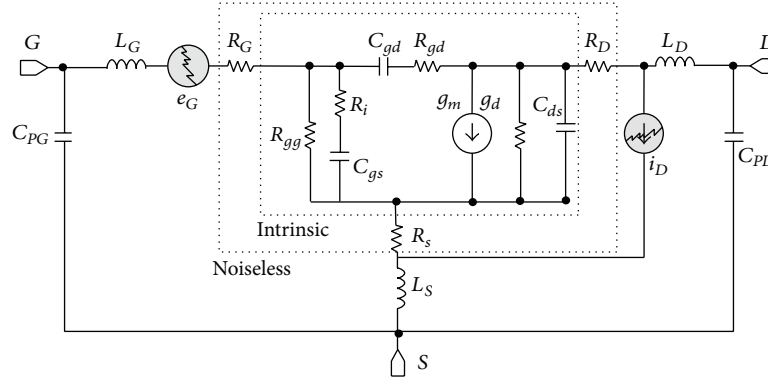 G
L_G
e_G
R_G
C_gd
R_gd
R_D
L_D
C_PG
R_gg
R_i
C_gs
g_m
g_d
C_ds
i_D
Intrinsic
Noiseless
R_s
L_S
S